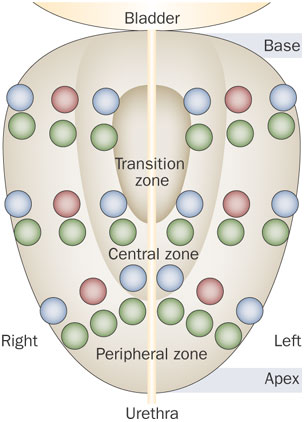 Bladder
Base
Transition
zone
Central zone
Right
Left
Peripheral zone
Apex
Urethra